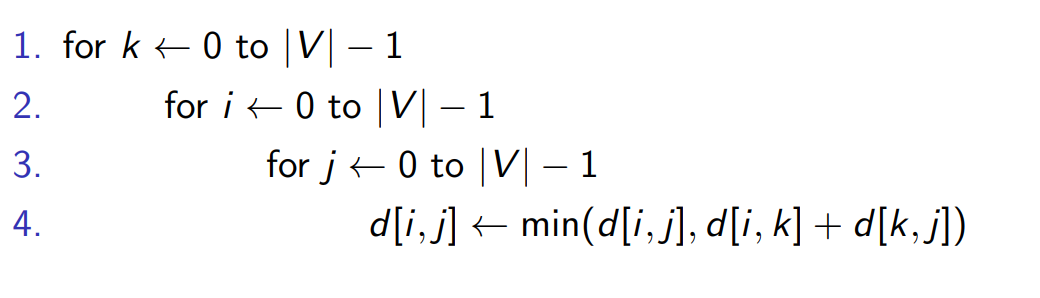 1. for k ← 0 to |V| − 1
2. for i ← 0 to |V| − 1
3. for j ← 0 to |V| − 1
4. d[i, j] ← min(d[i, j], d[i, k] + d[k, j])